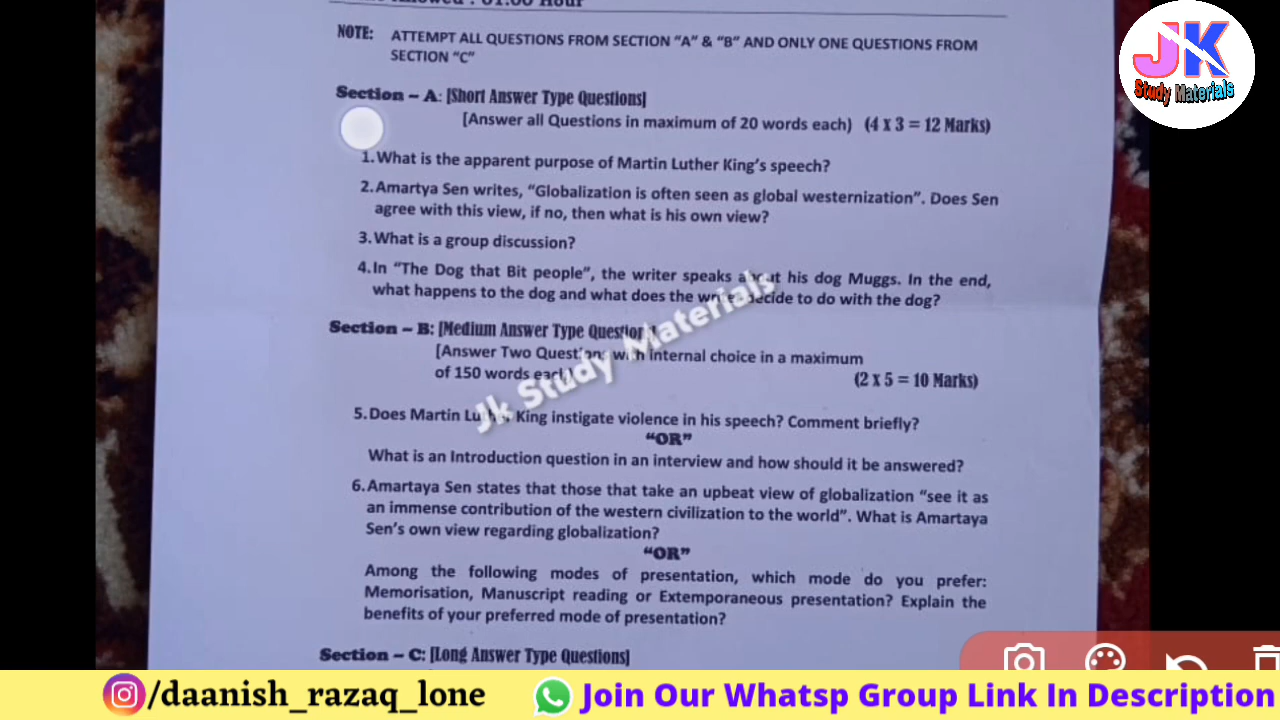 JK
Study Materials
NOTE: ATTEMPT ALL QUESTIONS FROM SECTION "A" & "B" AND ONLY ONE QUESTIONS FROM
SECTION "C"
Section – A: [Short Answer Type Questions]
[Answer all Questions in maximum of 20 words each) (4 x 3 = 12 Marks)
1. What is the apparent purpose of Martin Luther King's speech?
2. Amartya Sen writes, "Globalization is often seen as global westernization". Does Sen
agree with this view, if no, then what is his own view?
3. What is a group discussion?
4. In "The Dog that Bit people", the writer speaks about his dog Muggs. In the end,
what happens to the dog and what does the writer decide to do with the dog?
Jk Study Materials
Section – B: [Medium Answer Type Question
[Answer Two Questions with internal choice in a maximum
of 150 words each) (2 x 5 = 10 Marks)
5. Does Martin Luther King instigate violence in his speech? Comment briefly?
"OR"
What is an Introduction question in an interview and how should it be answered?
6. Amartaya Sen states that those that take an upbeat view of globalization "see it as
an immense contribution of the western civilization to the world". What is Amartaya
Sen's own view regarding globalization?
"OR"
Among the following modes of presentation, which mode do you prefer:
Memorisation, Manuscript reading or Extemporaneous presentation? Explain the
benefits of your preferred mode of presentation?
Section – C: [Long Answer Type Questions]
/daanish_razaq_lone Join Our Whatsp Group Link In Description